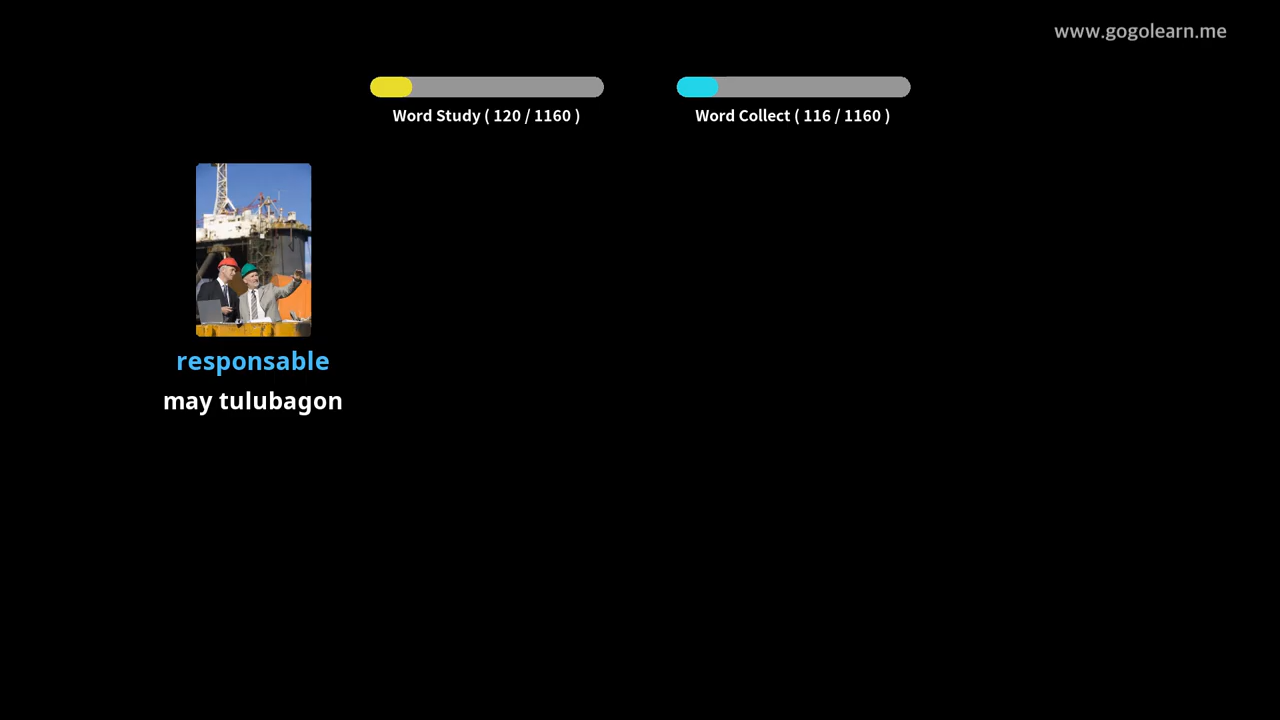 www.gogolearn.me
Word Study ( 120 / 1160 )
Word Collect ( 116 / 1160 )
responsable
may tulubagon